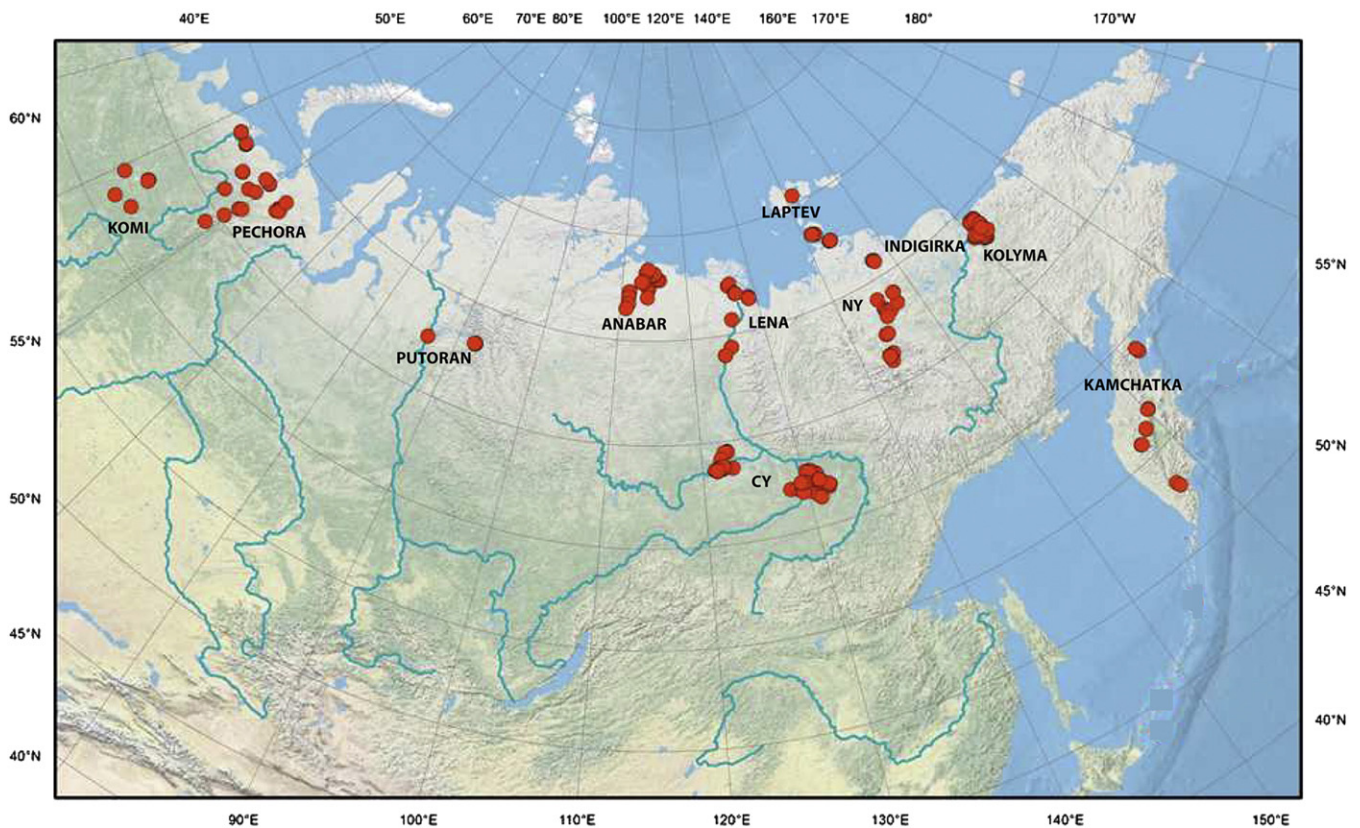 40°E 50°E 60°E 70°E 80°E 100°E 120°E 140°E 160°E 170°E 180° 170°W
60°N
LAPTEV
KOMI
PECHORA
INDIGIRKA
KOLYMA
55°N
NY
ANABAR
LENA
55°N
PUTORAN
KAMCHATKA
50°N
CY
50°N
45°N
45°N
40°N
40°N
90°E 100°E 110°E 120°E 130°E 140°E 150°E